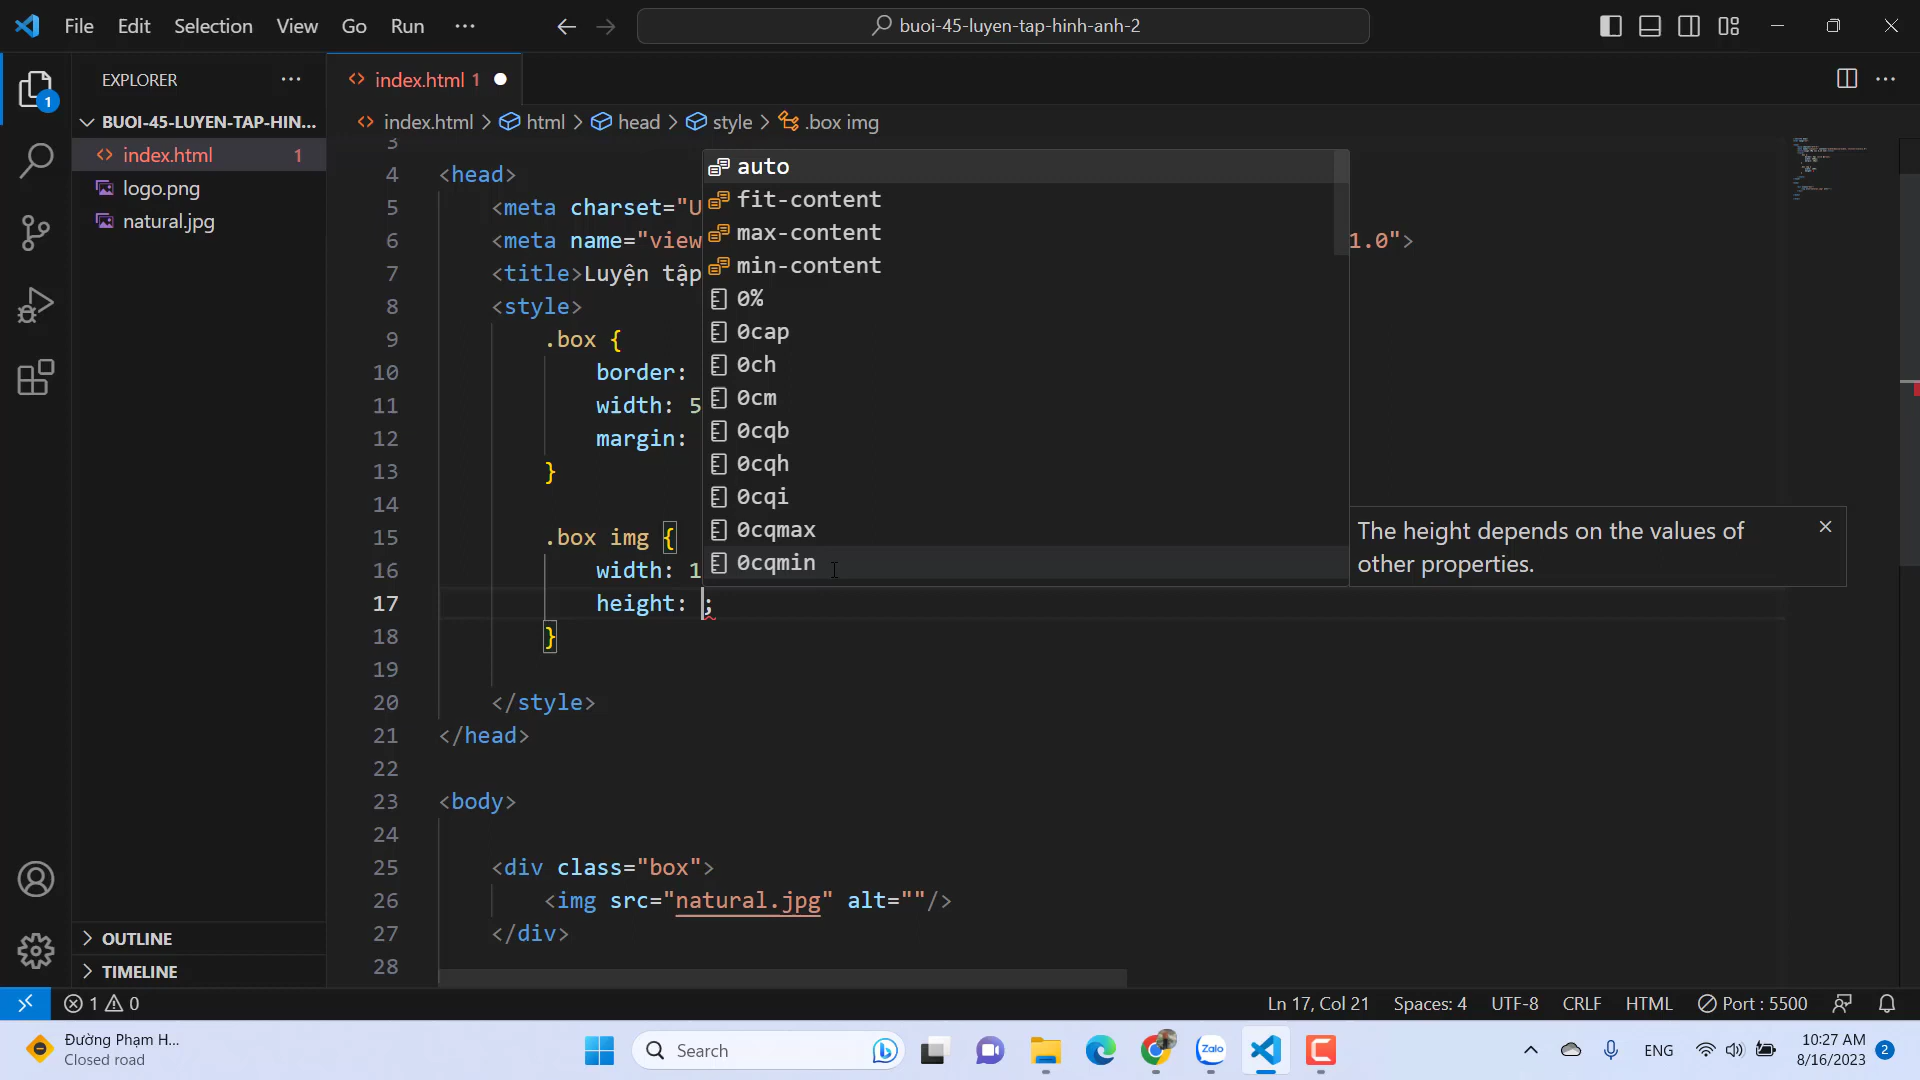 File Edit Selection View Go Run ···
buoi-45-luyen-tap-hinh-anh-2
EXPLORER ···
index.html 1
1
BUOI-45-LUYEN-TAP-HIN...
index.html 1
logo.png
natural.jpg
index.html > html > head > style > .box img
3
4 <head>
5 <meta charset="U
6 <meta name="view 1.0">
7 <title>Luyện tập
8 <style>
9 .box {
10 border:
11 width: 5
12 margin:
13 }
14
15 .box img {
16 width: 1
17 height: ;
18 }
19
20 </style>
21 </head>
22
23 <body>
24
25 <div class="box">
26 <img src="natural.jpg" alt=""/>
27 </div>
28
auto
fit-content
max-content
min-content
0%
0cap
0ch
0cm
0cqb
0cqh
0cqi
0cqmax
0cqmin
The height depends on the values of
other properties.
OUTLINE
TIMELINE
1 0
Ln 17, Col 21 Spaces: 4 UTF-8 CRLF HTML Port : 5500
Đường Phạm H...
Closed road
Search
Zalo
ENG
10:27 AM
8/16/2023
2